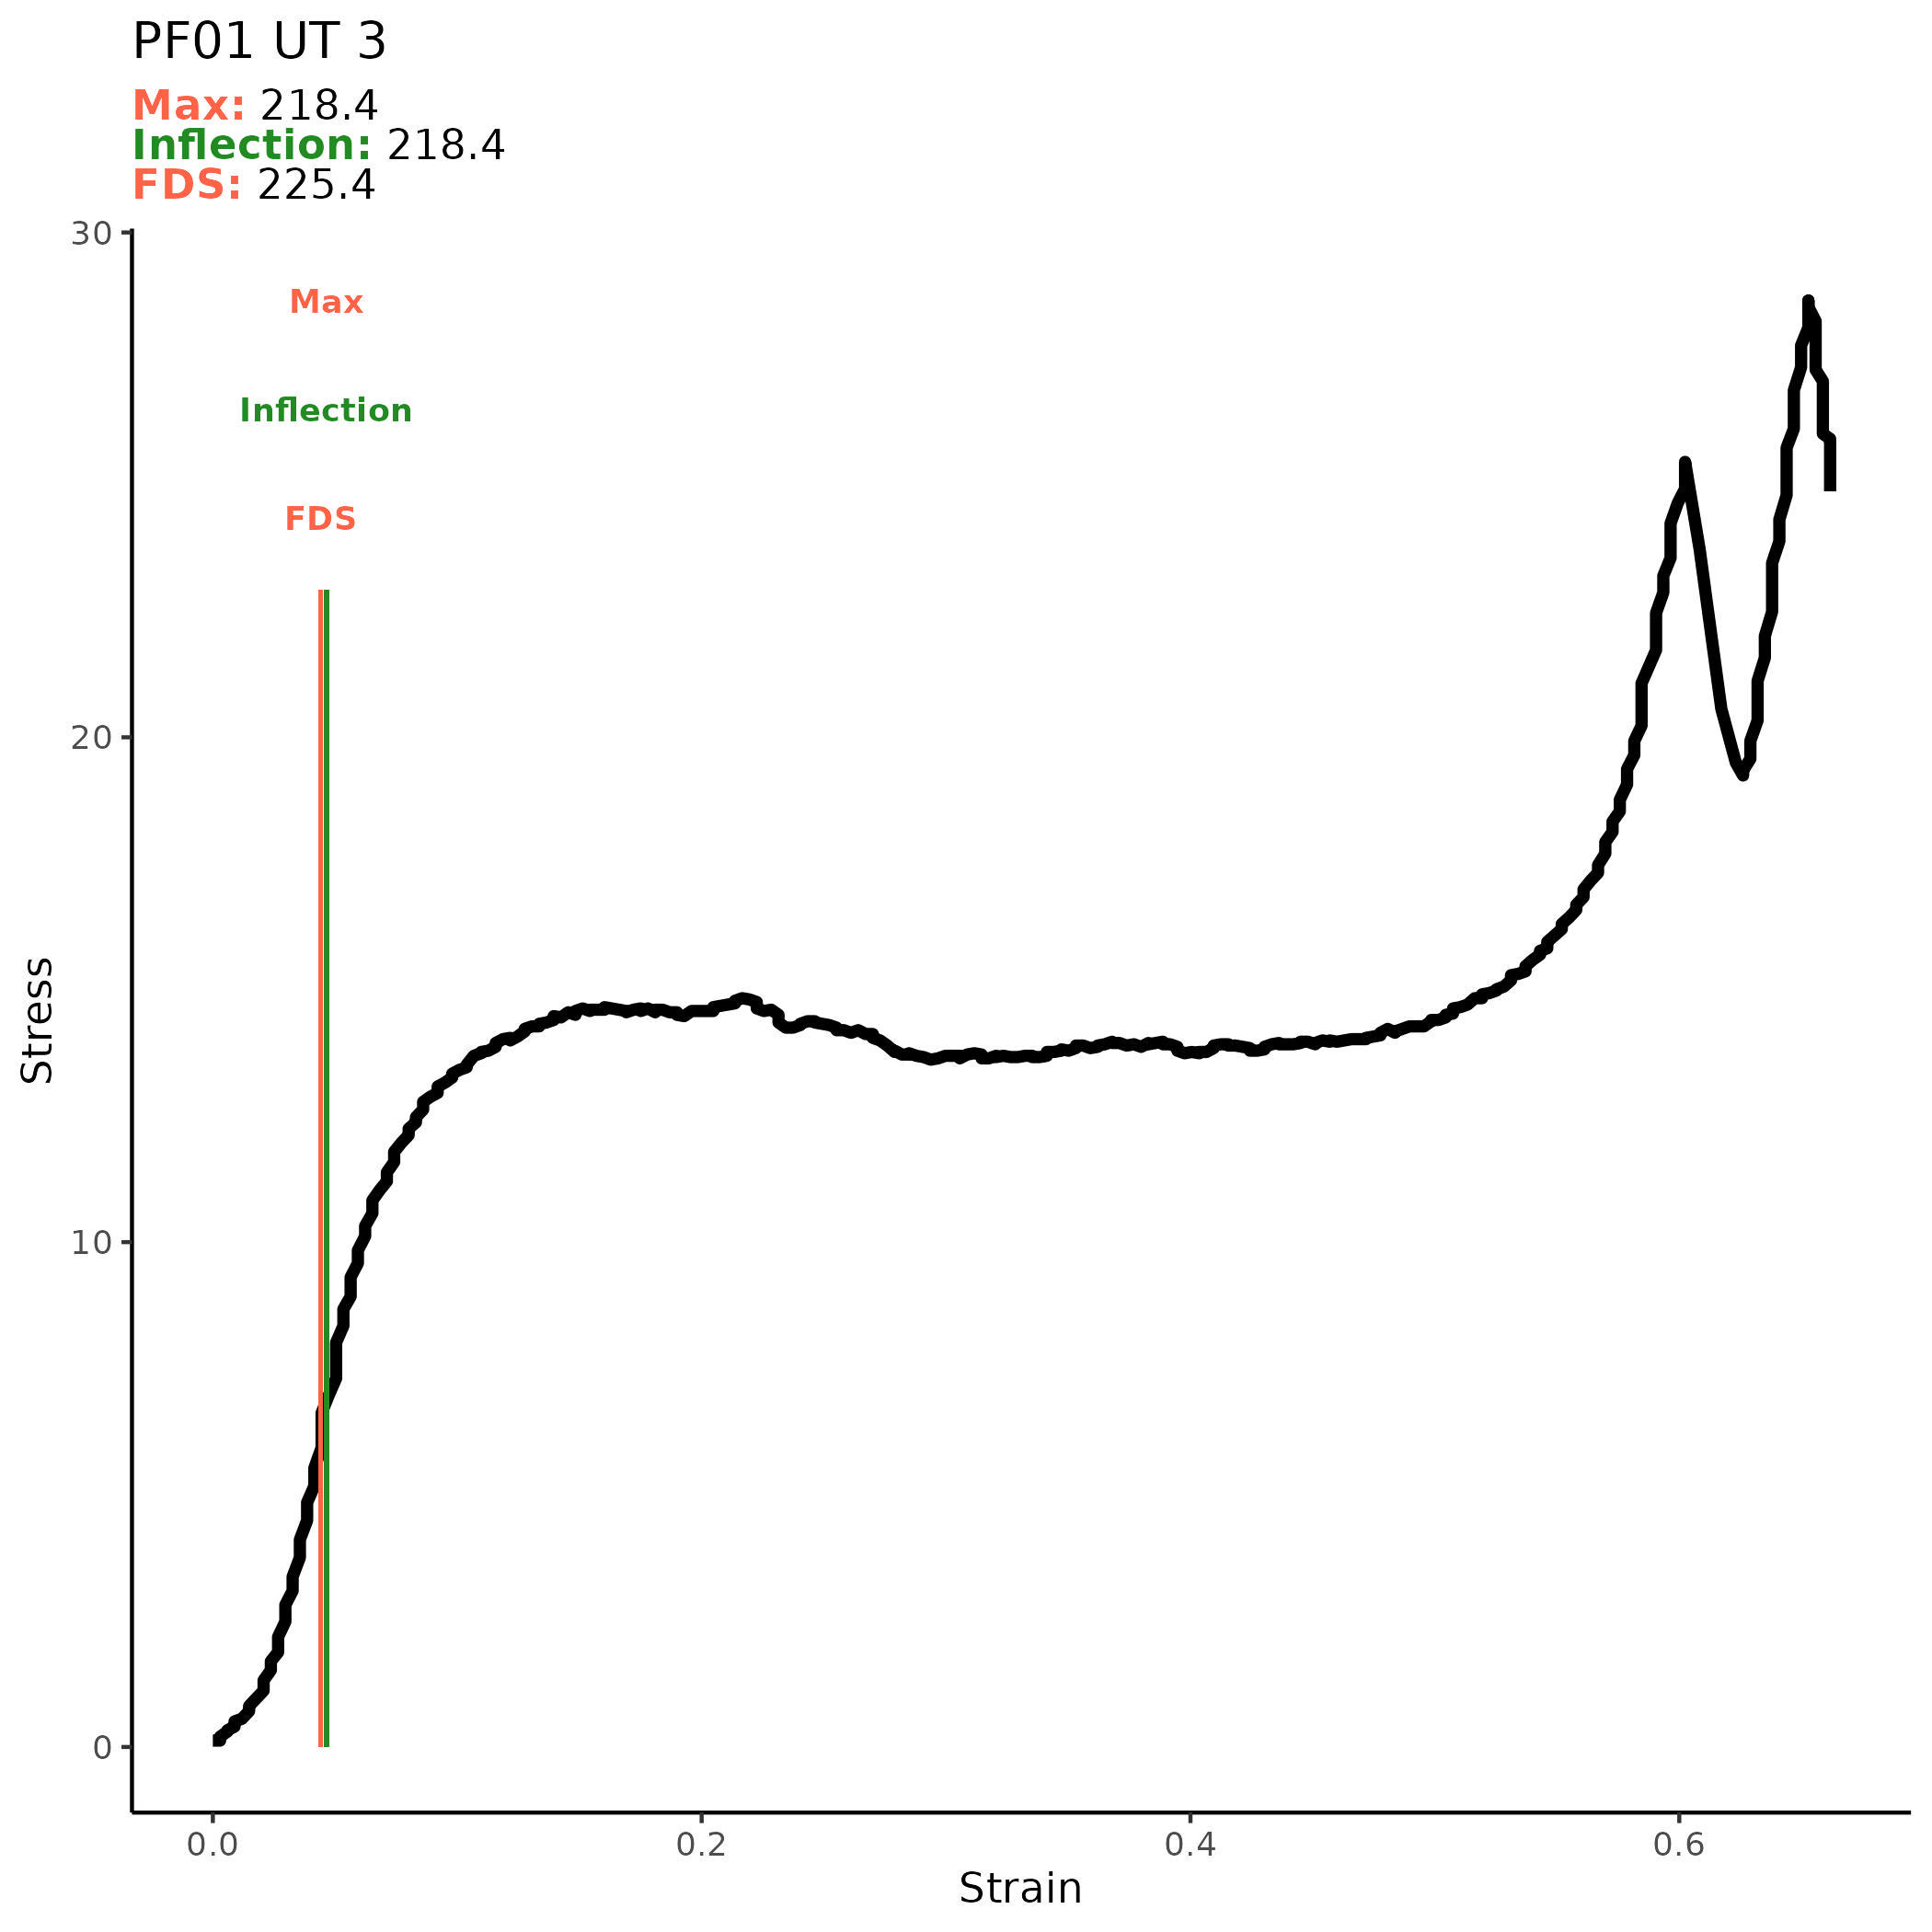 PF01 UT 3
Max: 218.4
Inflection: 218.4
FDS: 225.4
30
Max
Inflection
FDS
20
Stress
10
0
0.0 0.2 0.4 0.6
Strain